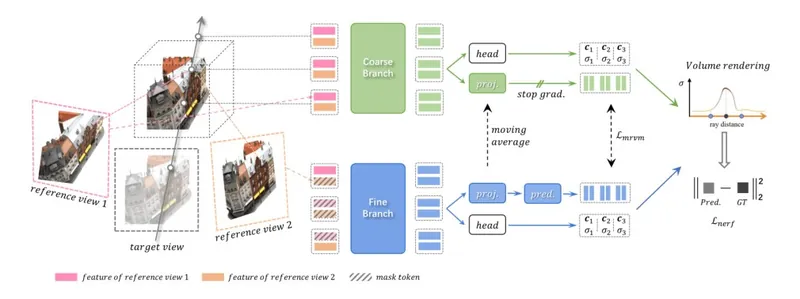 reference view 1
target view
reference view 2
Coarse
Branch
head
proj.
stop grad.
c₁ c₂ c₃
σ₁ σ₂ σ₃
moving
average
ℒmrvm
Fine
Branch
proj.
pred.
head
c₁ c₂ c₃
σ₁ σ₂ σ₃
Volume rendering
σ
ray distance
‖ Pred. − GT ‖²₂
ℒnerf
feature of reference view 1
feature of reference view 2
mask token